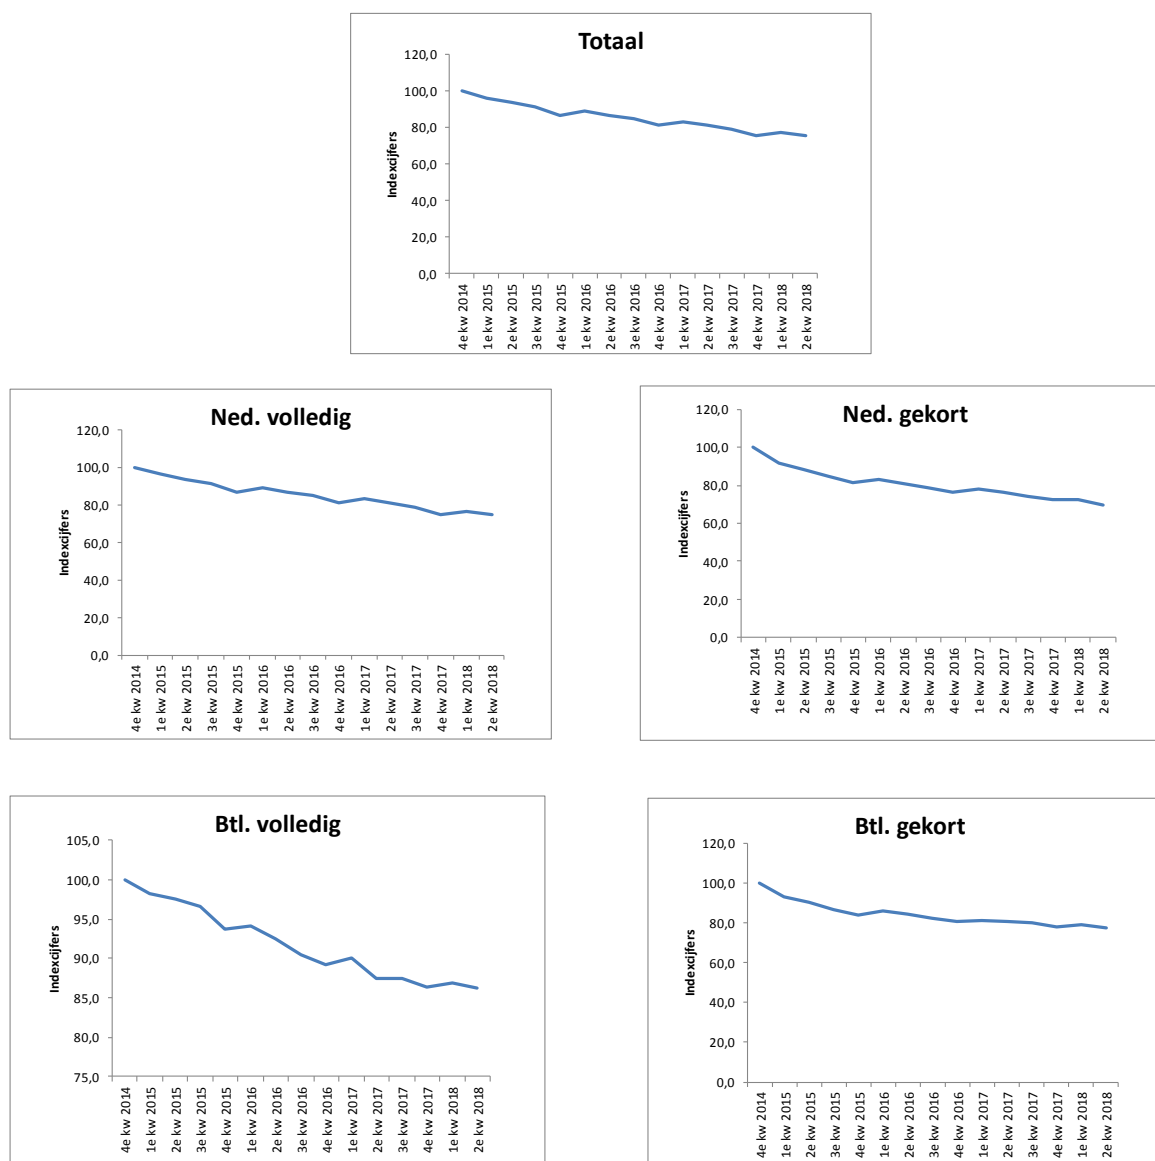 Totaal
120,0
100,0
80,0
60,0
40,0
20,0
0,0
Indexcijfers
4e kw 2014
1e kw 2015
2e kw 2015
3e kw 2015
4e kw 2015
1e kw 2016
2e kw 2016
3e kw 2016
4e kw 2016
1e kw 2017
2e kw 2017
3e kw 2017
4e kw 2017
1e kw 2018
2e kw 2018
Ned. volledig
120,0
100,0
80,0
60,0
40,0
20,0
0,0
Indexcijfers
4e kw 2014
1e kw 2015
2e kw 2015
3e kw 2015
4e kw 2015
1e kw 2016
2e kw 2016
3e kw 2016
4e kw 2016
1e kw 2017
2e kw 2017
3e kw 2017
4e kw 2017
1e kw 2018
2e kw 2018
Ned. gekort
120,0
100,0
80,0
60,0
40,0
20,0
0,0
Indexcijfers
4e kw 2014
1e kw 2015
2e kw 2015
3e kw 2015
4e kw 2015
1e kw 2016
2e kw 2016
3e kw 2016
4e kw 2016
1e kw 2017
2e kw 2017
3e kw 2017
4e kw 2017
1e kw 2018
2e kw 2018
Btl. volledig
105,0
100,0
95,0
90,0
85,0
80,0
75,0
Indexcijfers
4e kw 2014
1e kw 2015
2e kw 2015
3e kw 2015
4e kw 2015
1e kw 2016
2e kw 2016
3e kw 2016
4e kw 2016
1e kw 2017
2e kw 2017
3e kw 2017
4e kw 2017
1e kw 2018
2e kw 2018
Btl. gekort
120,0
100,0
80,0
60,0
40,0
20,0
0,0
Indexcijfers
4e kw 2014
1e kw 2015
2e kw 2015
3e kw 2015
4e kw 2015
1e kw 2016
2e kw 2016
3e kw 2016
4e kw 2016
1e kw 2017
2e kw 2017
3e kw 2017
4e kw 2017
1e kw 2018
2e kw 2018